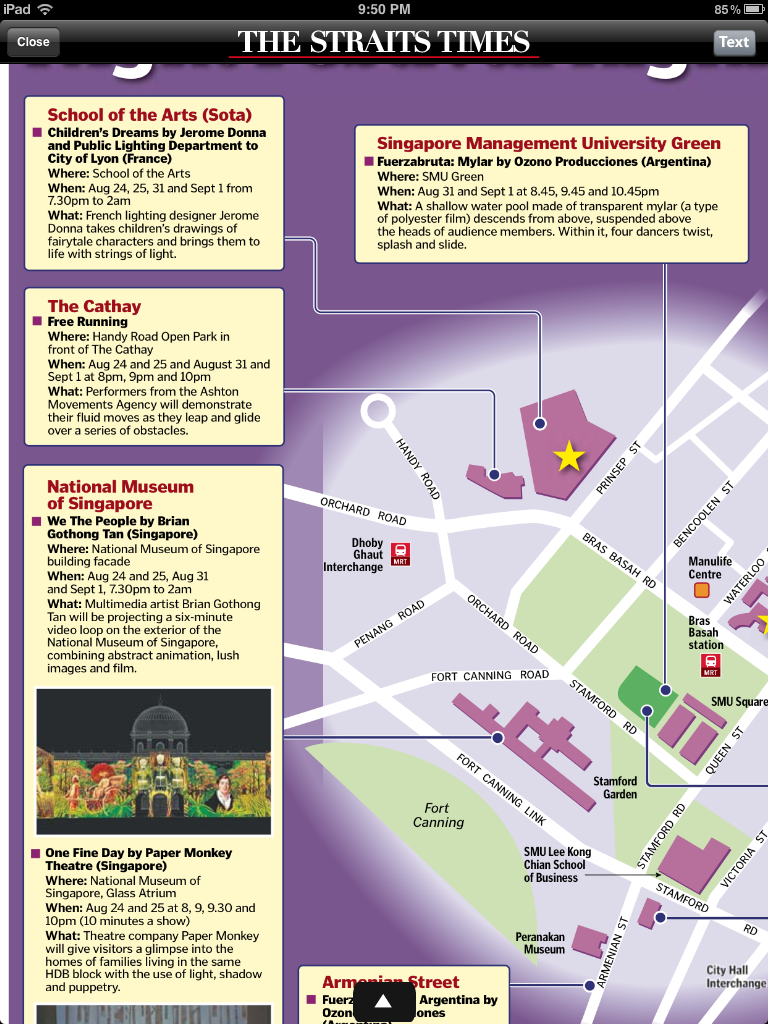 iPad
9:50 PM
85%
Close
THE STRAITS TIMES
Text
School of the Arts (Sota)
Children's Dreams by Jerome Donna
and Public Lighting Department to
City of Lyon (France)
Where: School of the Arts
When: Aug 24, 25, 31 and Sept 1 from
7.30pm to 2am
What: French lighting designer Jerome
Donna takes children's drawings of
fairytale characters and brings them to
life with strings of light.
Singapore Management University Green
Fuerzabruta: Mylar by Ozono Producciones (Argentina)
Where: SMU Green
When: Aug 31 and Sept 1 at 8.45, 9.45 and 10.45pm
What: A shallow water pool made of transparent mylar (a type
of polyester film) descends from above, suspended above
the heads of audience members. Within it, four dancers twist,
splash and slide.
The Cathay
Free Running
Where: Handy Road Open Park in
front of The Cathay
When: Aug 24 and 25 and August 31 and
Sept 1 at 8pm, 9pm and 10pm
What: Performers from the Ashton
Movements Agency will demonstrate
their fluid moves as they leap and glide
over a series of obstacles.
National Museum
of Singapore
We The People by Brian
Gothong Tan (Singapore)
Where: National Museum of Singapore
building facade
When: Aug 24 and 25, Aug 31
and Sept 1, 7.30pm to 2am
What: Multimedia artist Brian Gothong
Tan will be projecting a six-minute
video loop on the exterior of the
National Museum of Singapore,
combining abstract animation, lush
images and film.
One Fine Day by Paper Monkey
Theatre (Singapore)
Where: National Museum of
Singapore, Glass Atrium
When: Aug 24 and 25 at 8, 9, 9.30 and
10pm (10 minutes a show)
What: Theatre company Paper Monkey
will give visitors a glimpse into the
homes of families living in the same
HDB block with the use of light, shadow
and puppetry.
HANDY ROAD
PRINSEP ST
ORCHARD ROAD
BENCOOLEN ST
Dhoby
Ghaut
Interchange
MRT
BRAS BASAH RD
Manulife
Centre
WATERLOO
PENANG ROAD
ORCHARD ROAD
Bras
Basah
station
MRT
FORT CANNING ROAD
STAMFORD RD
SMU Square
QUEEN ST
FORT CANNING LINK
Stamford
Garden
Fort
Canning
STAMFORD RD
VICTORIA ST
SMU Lee Kong
Chian School
of Business
STAMFORD
RD
Peranakan
Museum
ARMENIAN ST
City Hall
Interchange
Armenian Street
Argentina by